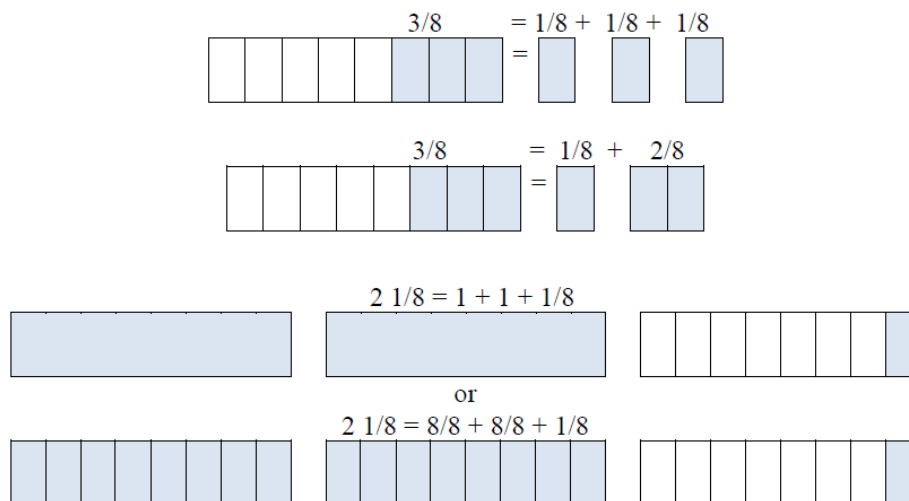 3/8 = 1/8 + 1/8 + 1/8
=
3/8 = 1/8 + 2/8
=
2 1/8 = 1 + 1 + 1/8
or
2 1/8 = 8/8 + 8/8 + 1/8